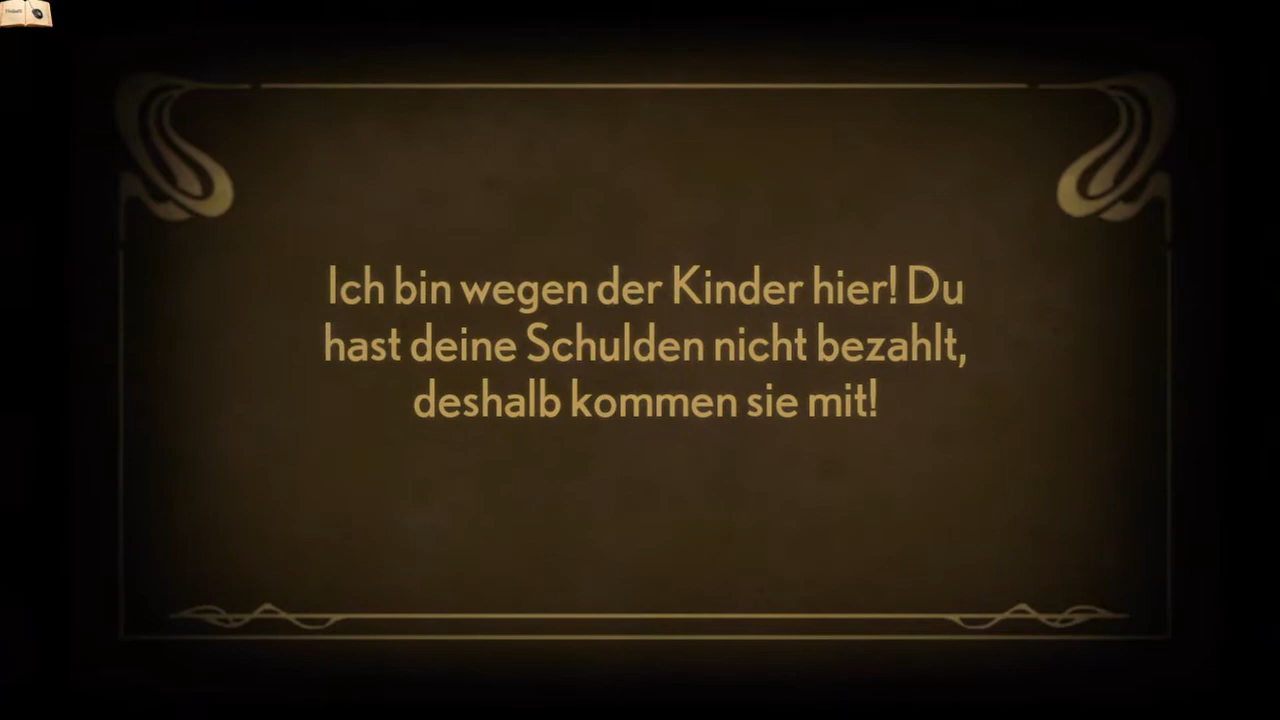 Ich bin wegen der Kinder hier! Du
hast deine Schulden nicht bezahlt,
deshalb kommen sie mit!